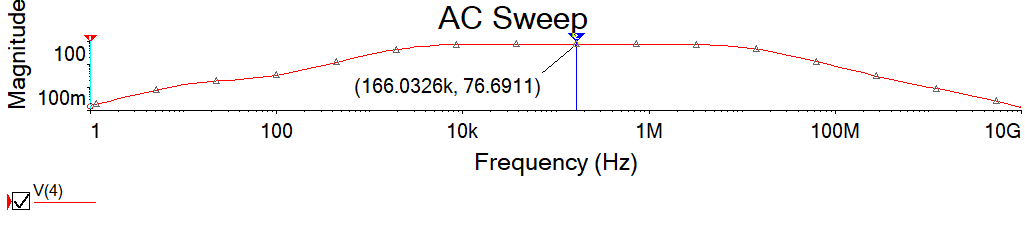 AC Sweep
Magnitude
100
100m
(166.0326k, 76.6911)
1 100 10k 1M 100M 10G
Frequency (Hz)
V(4)